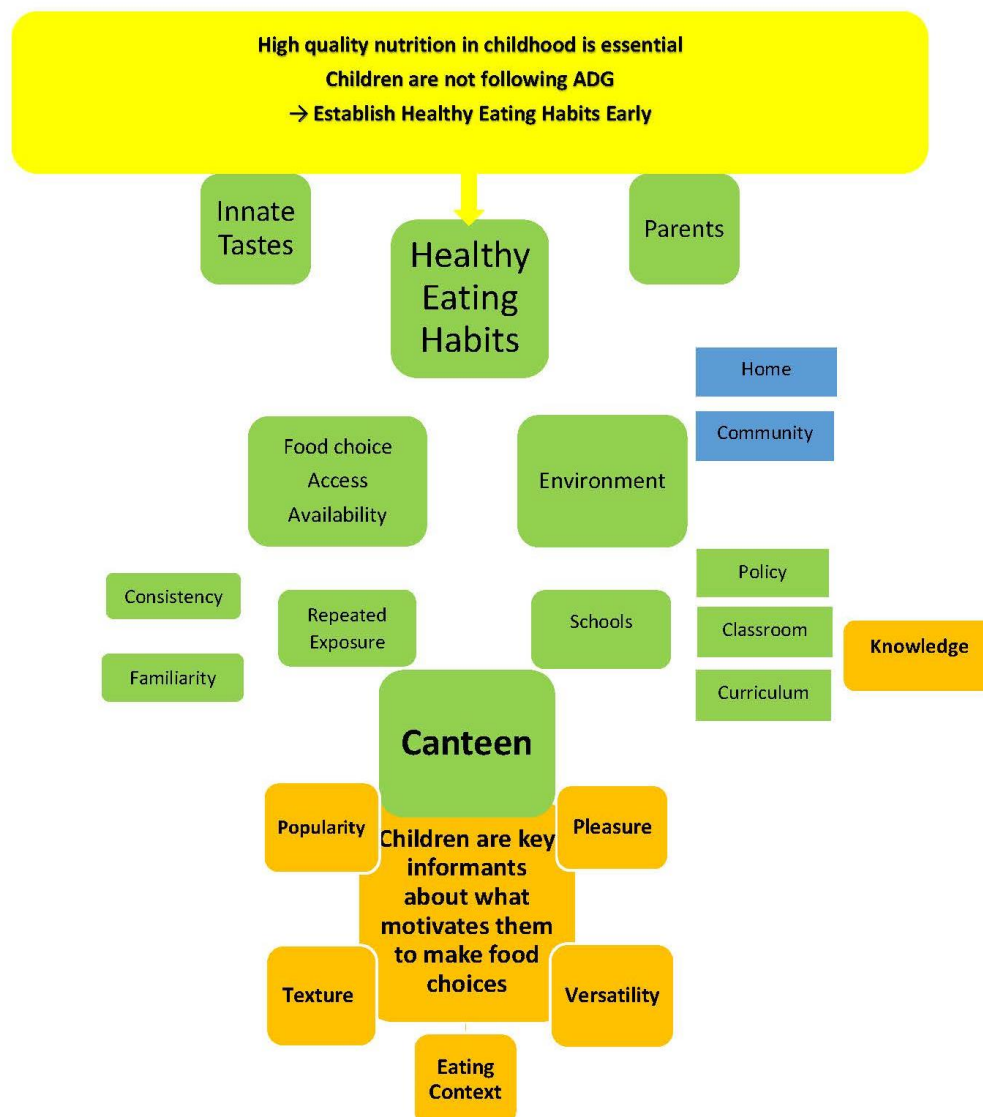 High quality nutrition in childhood is essential
Children are not following ADG
→ Establish Healthy Eating Habits Early
Innate
Tastes
Healthy
Eating
Habits
Parents
Home
Community
Food choice
Access
Availability
Environment
Consistency
Familiarity
Repeated
Exposure
Schools
Policy
Classroom
Curriculum
Knowledge
Canteen
Popularity
Pleasure
Children are key
informants
about what
motivates them
to make food
choices
Texture
Versatility
Eating
Context